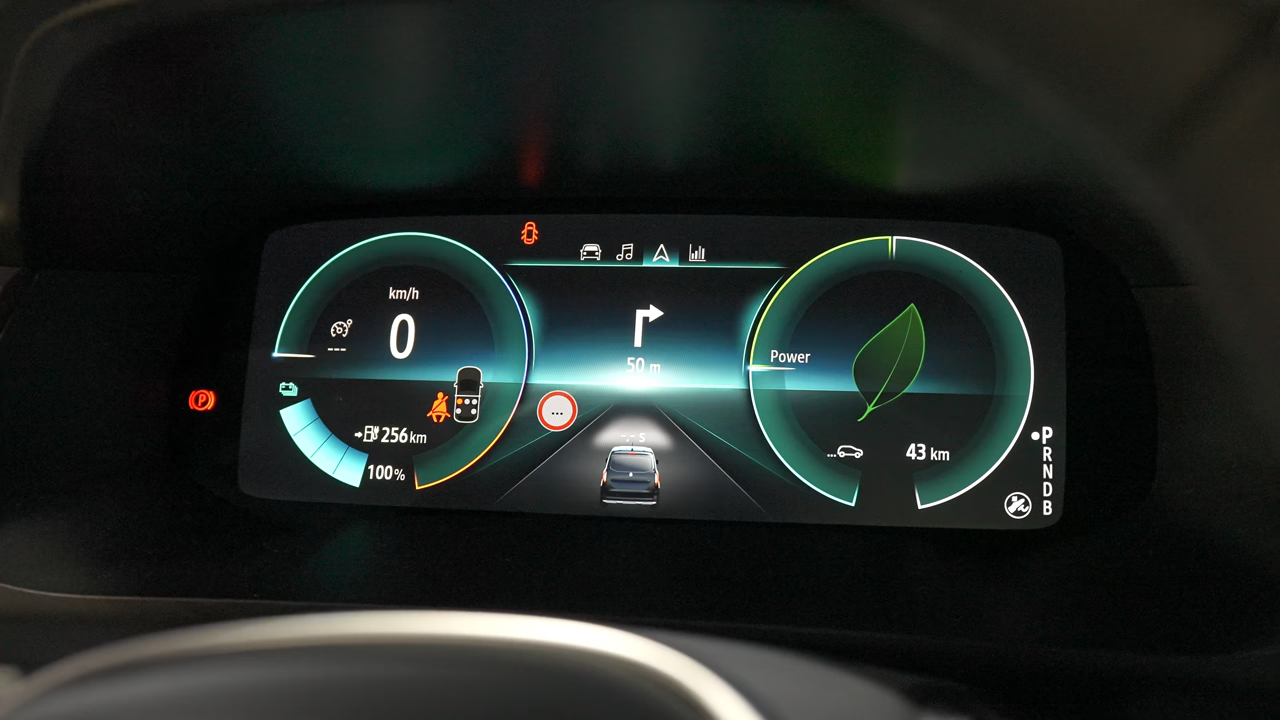 km/h
0
---
50 m
Power
...
256 km
100%
-- s
... 43 km
P
R
N
D
B
P